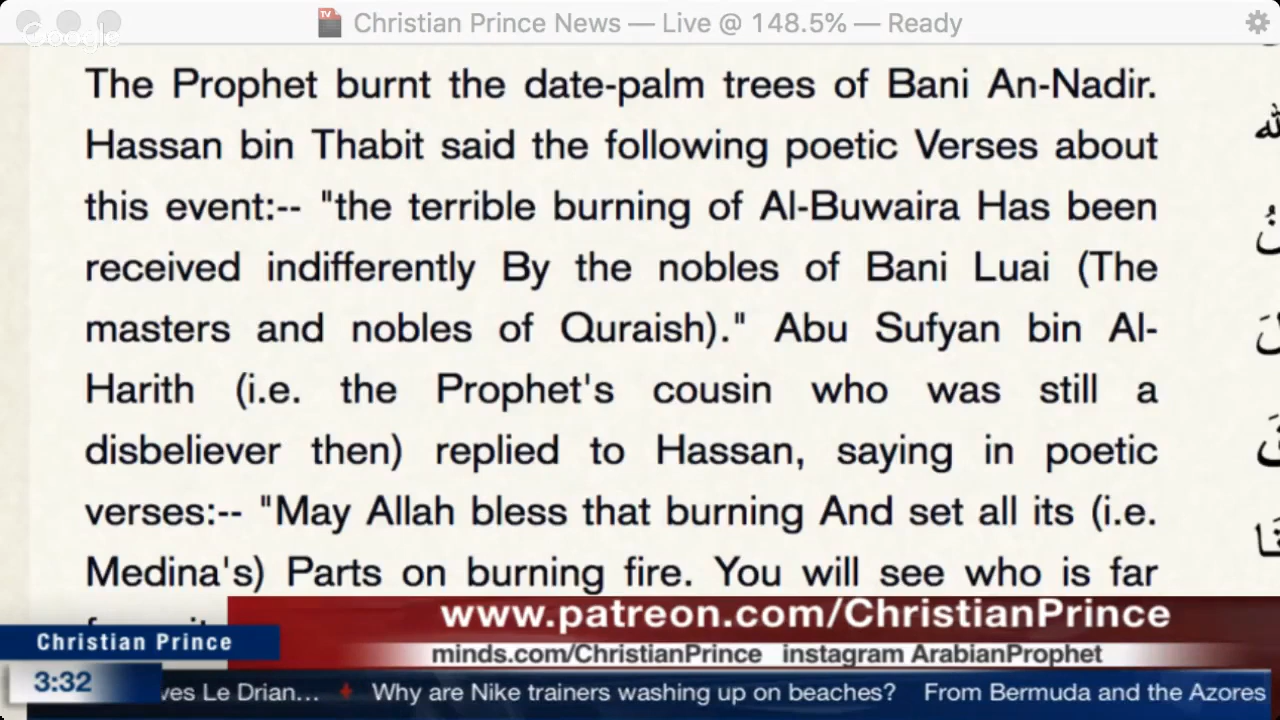 Christian Prince News — Live @ 148.5% — Ready
Google
The Prophet burnt the date-palm trees of Bani An-Nadir.
Hassan bin Thabit said the following poetic Verses about
this event:-- "the terrible burning of Al-Buwaira Has been
received indifferently By the nobles of Bani Luai (The
masters and nobles of Quraish)." Abu Sufyan bin Al-
Harith (i.e. the Prophet's cousin who was still a
disbeliever then) replied to Hassan, saying in poetic
verses:-- "May Allah bless that burning And set all its (i.e.
Medina's) Parts on burning fire. You will see who is far
www.patreon.com/ChristianPrince
Christian Prince
minds.com/ChristianPrince instagram ArabianProphet
3:32
Le Drian... Why are Nike trainers washing up on beaches? From Bermuda and the Azores